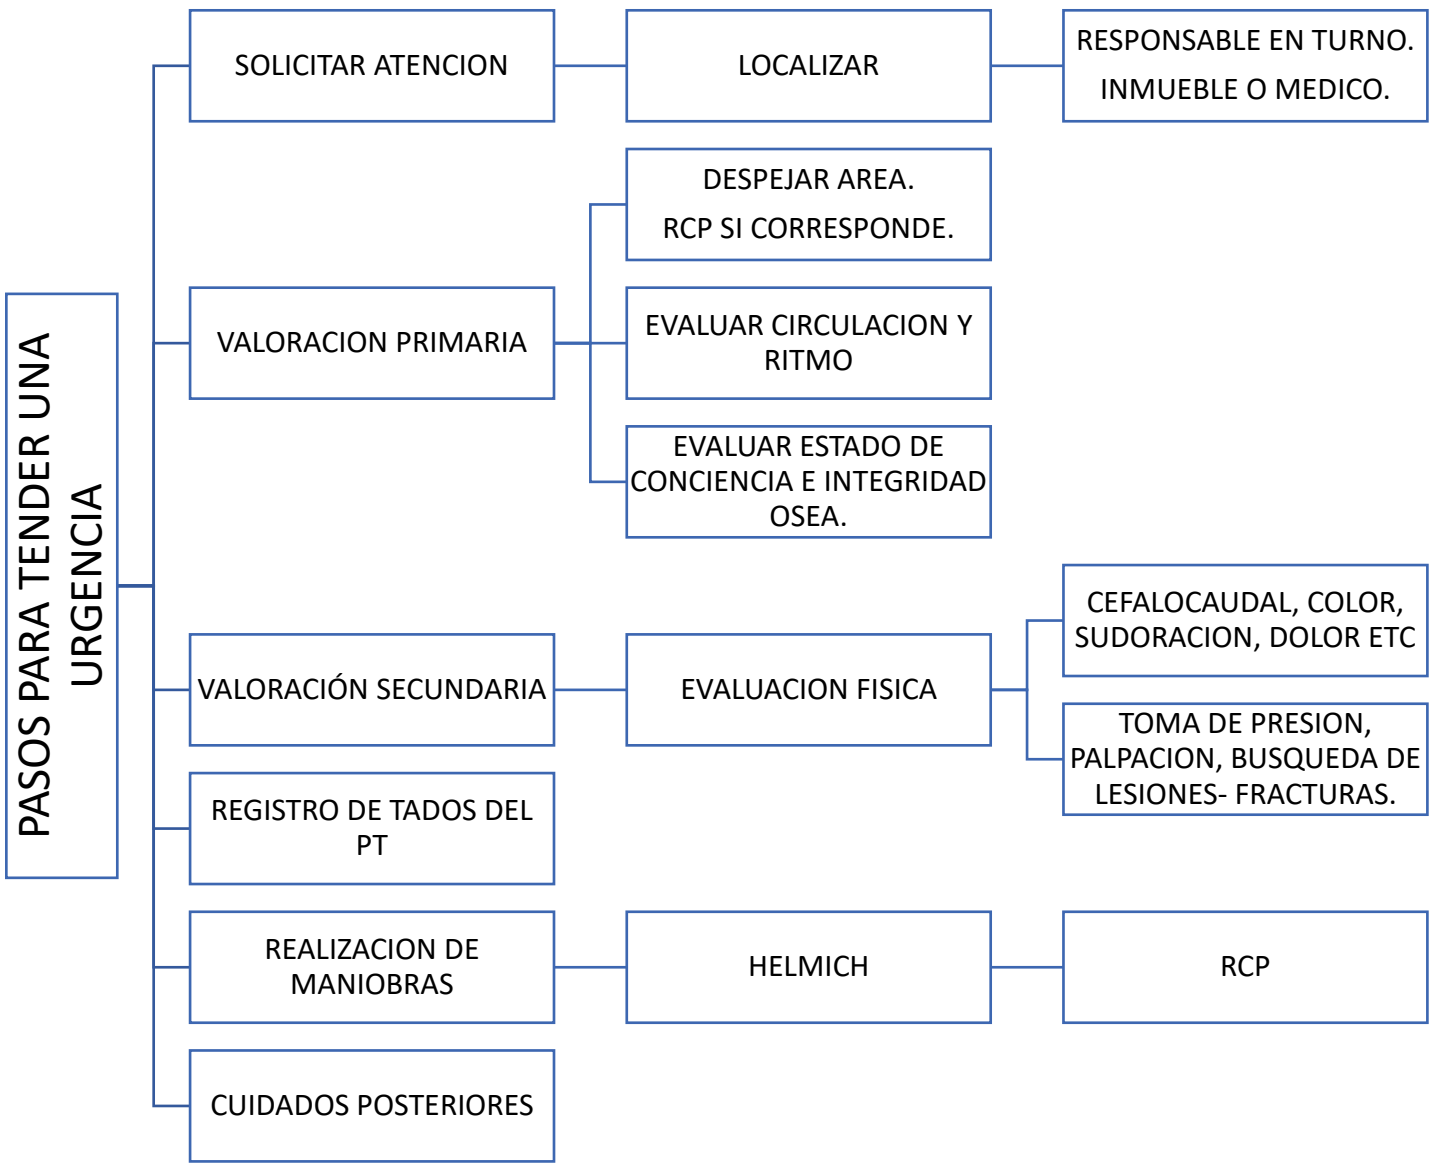 PASOS PARA TENDER UNA
URGENCIA
SOLICITAR ATENCION
LOCALIZAR
RESPONSABLE EN TURNO.
INMUEBLE O MEDICO.
VALORACION PRIMARIA
DESPEJAR AREA.
RCP SI CORRESPONDE.
EVALUAR CIRCULACION Y
RITMO
EVALUAR ESTADO DE
CONCIENCIA E INTEGRIDAD
OSEA.
VALORACIÓN SECUNDARIA
EVALUACION FISICA
CEFALOCAUDAL, COLOR,
SUDORACION, DOLOR ETC
TOMA DE PRESION,
PALPACION, BUSQUEDA DE
LESIONES- FRACTURAS.
REGISTRO DE TADOS DEL
PT
REALIZACION DE
MANIOBRAS
HELMICH
RCP
CUIDADOS POSTERIORES